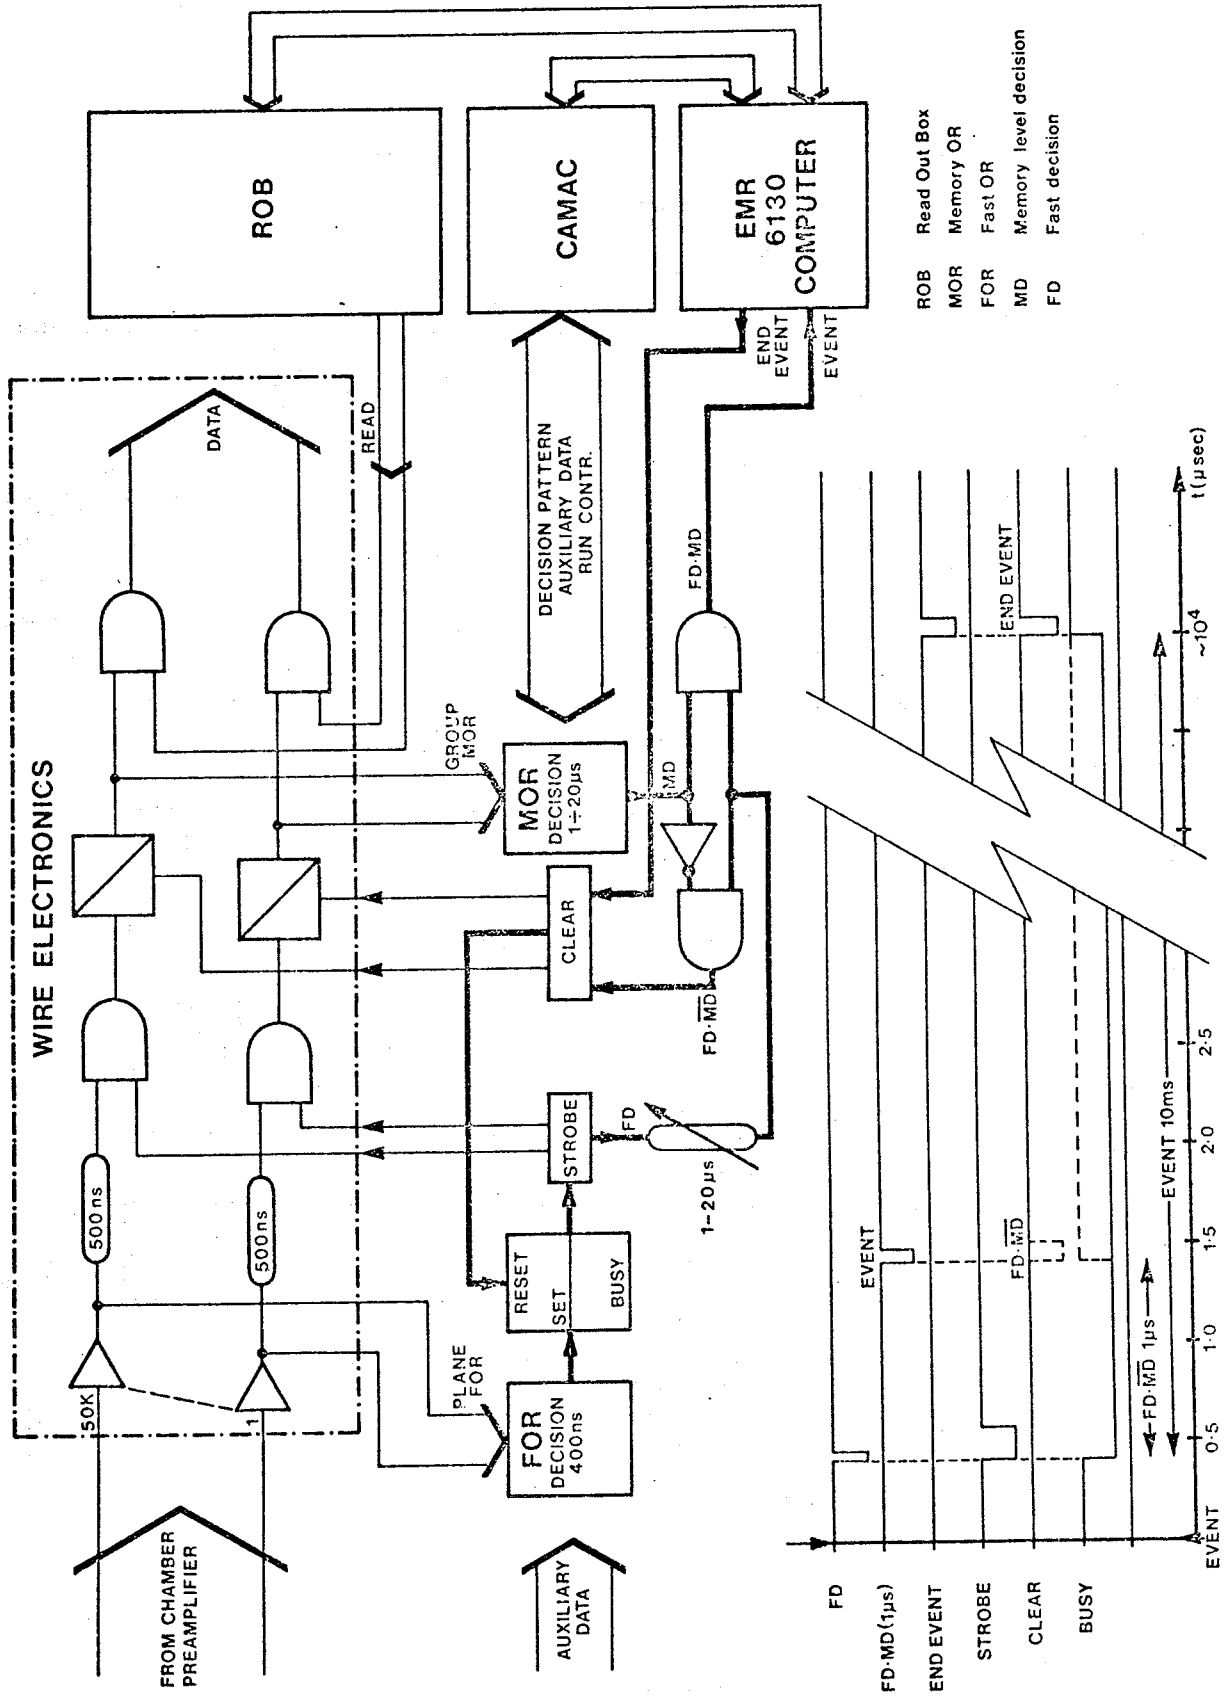 WIRE ELECTRONICS
FROM CHAMBER
PREAMPLIFIER
50K
1
500ns
500ns
DATA
READ
ROB
PLANE
FOR
GROUP
MOR
AUXILIARY
DATA
FOR
DECISION
400ns
RESET
SET
BUSY
STROBE
CLEAR
MOR
DECISION
1÷20µs
DECISION PATTERN
AUXILIARY DATA
RUN CONTR.
CAMAC
FD
1-20µs
FD·M̅D̅
MD
FD·MD
END
EVENT
EVENT
EMR
6130
COMPUTER
ROB Read Out Box
MOR Memory OR
FOR Fast OR
MD Memory level decision
FD Fast decision
FD
FD·MD(1µs)
EVENT
END EVENT
STROBE
CLEAR
FD·M̅D̅
END EVENT
BUSY
FD·M̅D̅ 1µs
EVENT 10ms
EVENT
0·5
1·0
1·5
2·0
2·5
~10⁴
t(µsec)